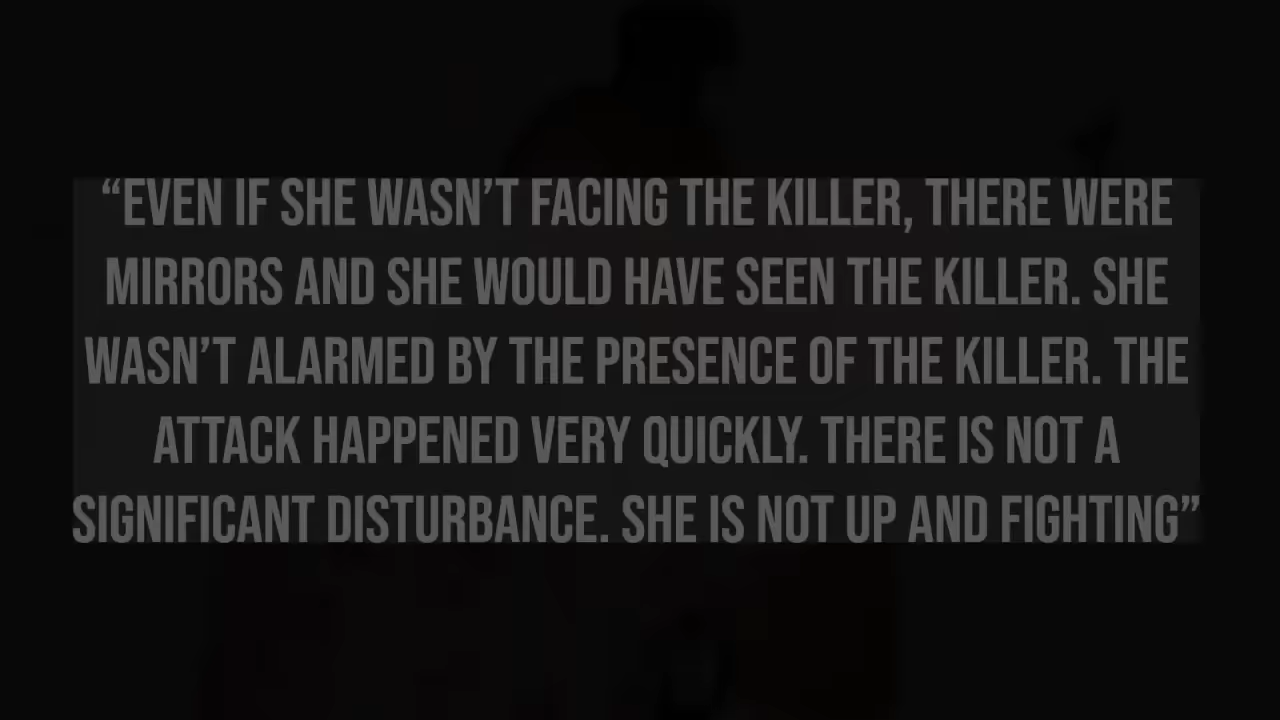 “EVEN IF SHE WASN’T FACING THE KILLER, THERE WERE
MIRRORS AND SHE WOULD HAVE SEEN THE KILLER. SHE
WASN’T ALARMED BY THE PRESENCE OF THE KILLER. THE
ATTACK HAPPENED VERY QUICKLY. THERE IS NOT A
SIGNIFICANT DISTURBANCE. SHE IS NOT UP AND FIGHTING”